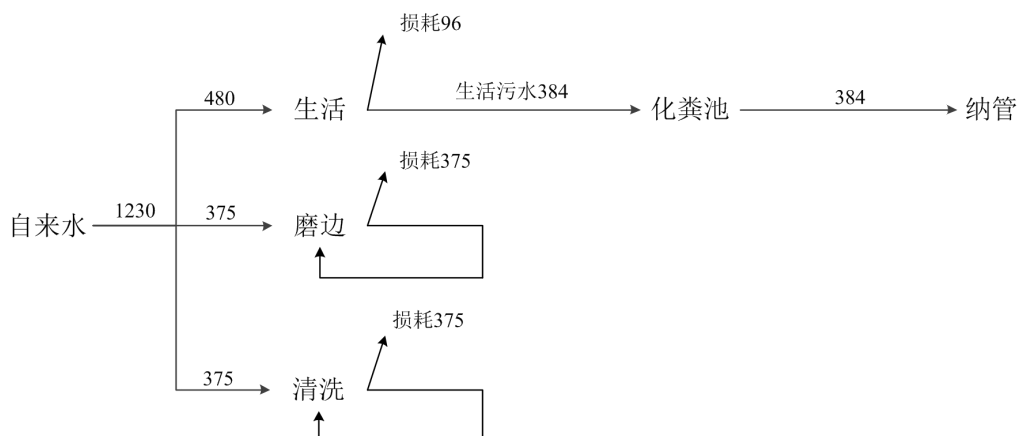 损耗96
480
生活
生活污水384
化粪池
384
纳管
损耗375
自来水
1230
375
磨边
损耗375
375
清洗